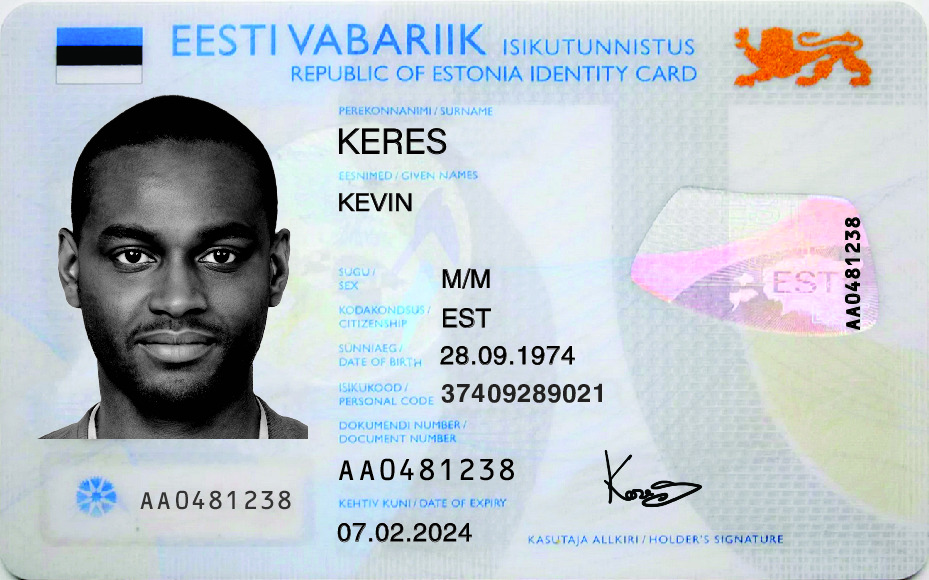 EESTI VABARIIK ISIKUTUNNISTUS
REPUBLIC OF ESTONIA IDENTITY CARD
PEREKONNANIMI / SURNAME
KERES
EESNIMED / GIVEN NAMES
KEVIN
SUGU /
SEX
M/M
KODAKONDSUS /
CITIZENSHIP
EST
SÜNNIAEG /
DATE OF BIRTH
28.09.1974
ISIKUKOOD /
PERSONAL CODE
37409289021
DOKUMENDI NUMBER /
DOCUMENT NUMBER
AA0481238
KEHTIV KUNI / DATE OF EXPIRY
07.02.2024
KASUTAJA ALLKIRI / HOLDER'S SIGNATURE
AA0481238
EST
AA0481238